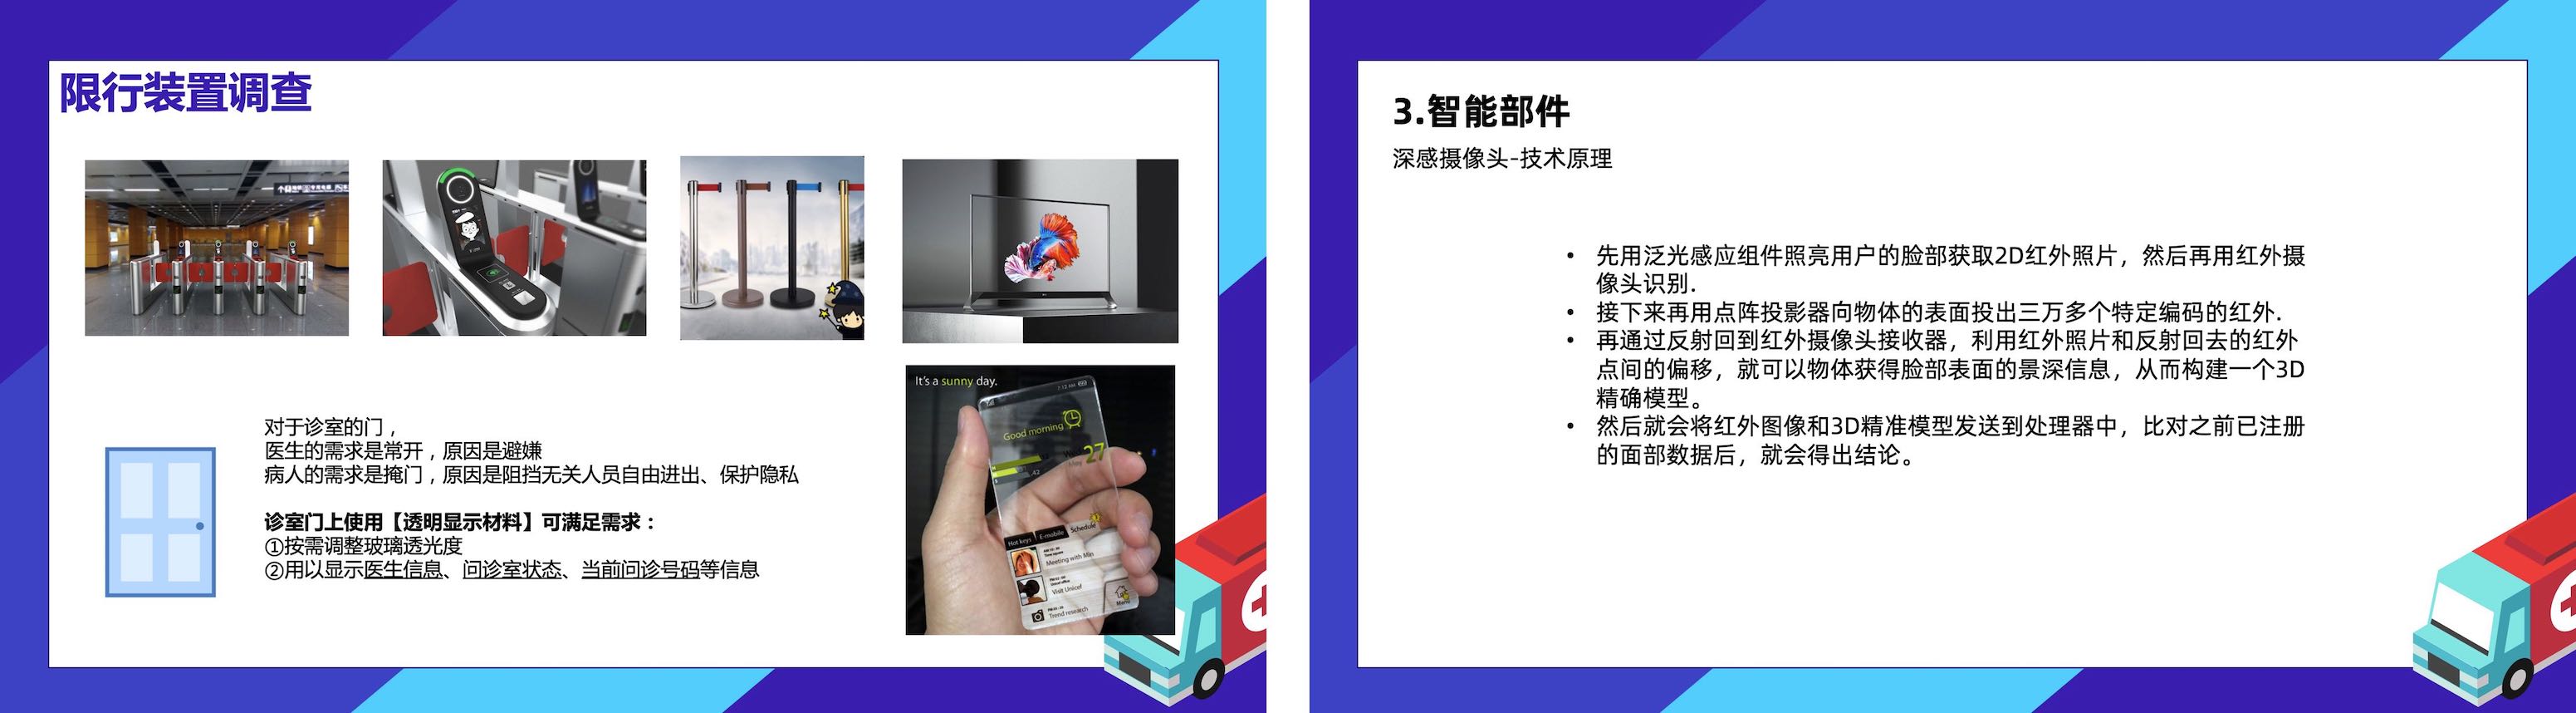 限行装置调查
It's a sunny day.
Good morning
27
Hot keys E-mobile Schedule
Meeting with Min
Visit Unicef
Trend research
Menu
对于诊室的门，
医生的需求是常开，原因是避嫌
病人的需求是掩门，原因是阻挡无关人员自由进出、保护隐私
诊室门上使用【透明显示材料】可满足需求：
①按需调整玻璃透光度
②用以显示医生信息、问诊室状态、当前问诊号码等信息
3.智能部件
深感摄像头-技术原理
• 先用泛光感应组件照亮用户的脸部获取2D红外照片，然后再用红外摄
像头识别.
• 接下来再用点阵投影器向物体的表面投出三万多个特定编码的红外.
• 再通过反射回到红外摄像头接收器，利用红外照片和反射回去的红外
点间的偏移，就可以物体获得脸部表面的景深信息，从而构建一个3D
精确模型。
• 然后就会将红外图像和3D精准模型发送到处理器中，比对之前已注册
的面部数据后，就会得出结论。